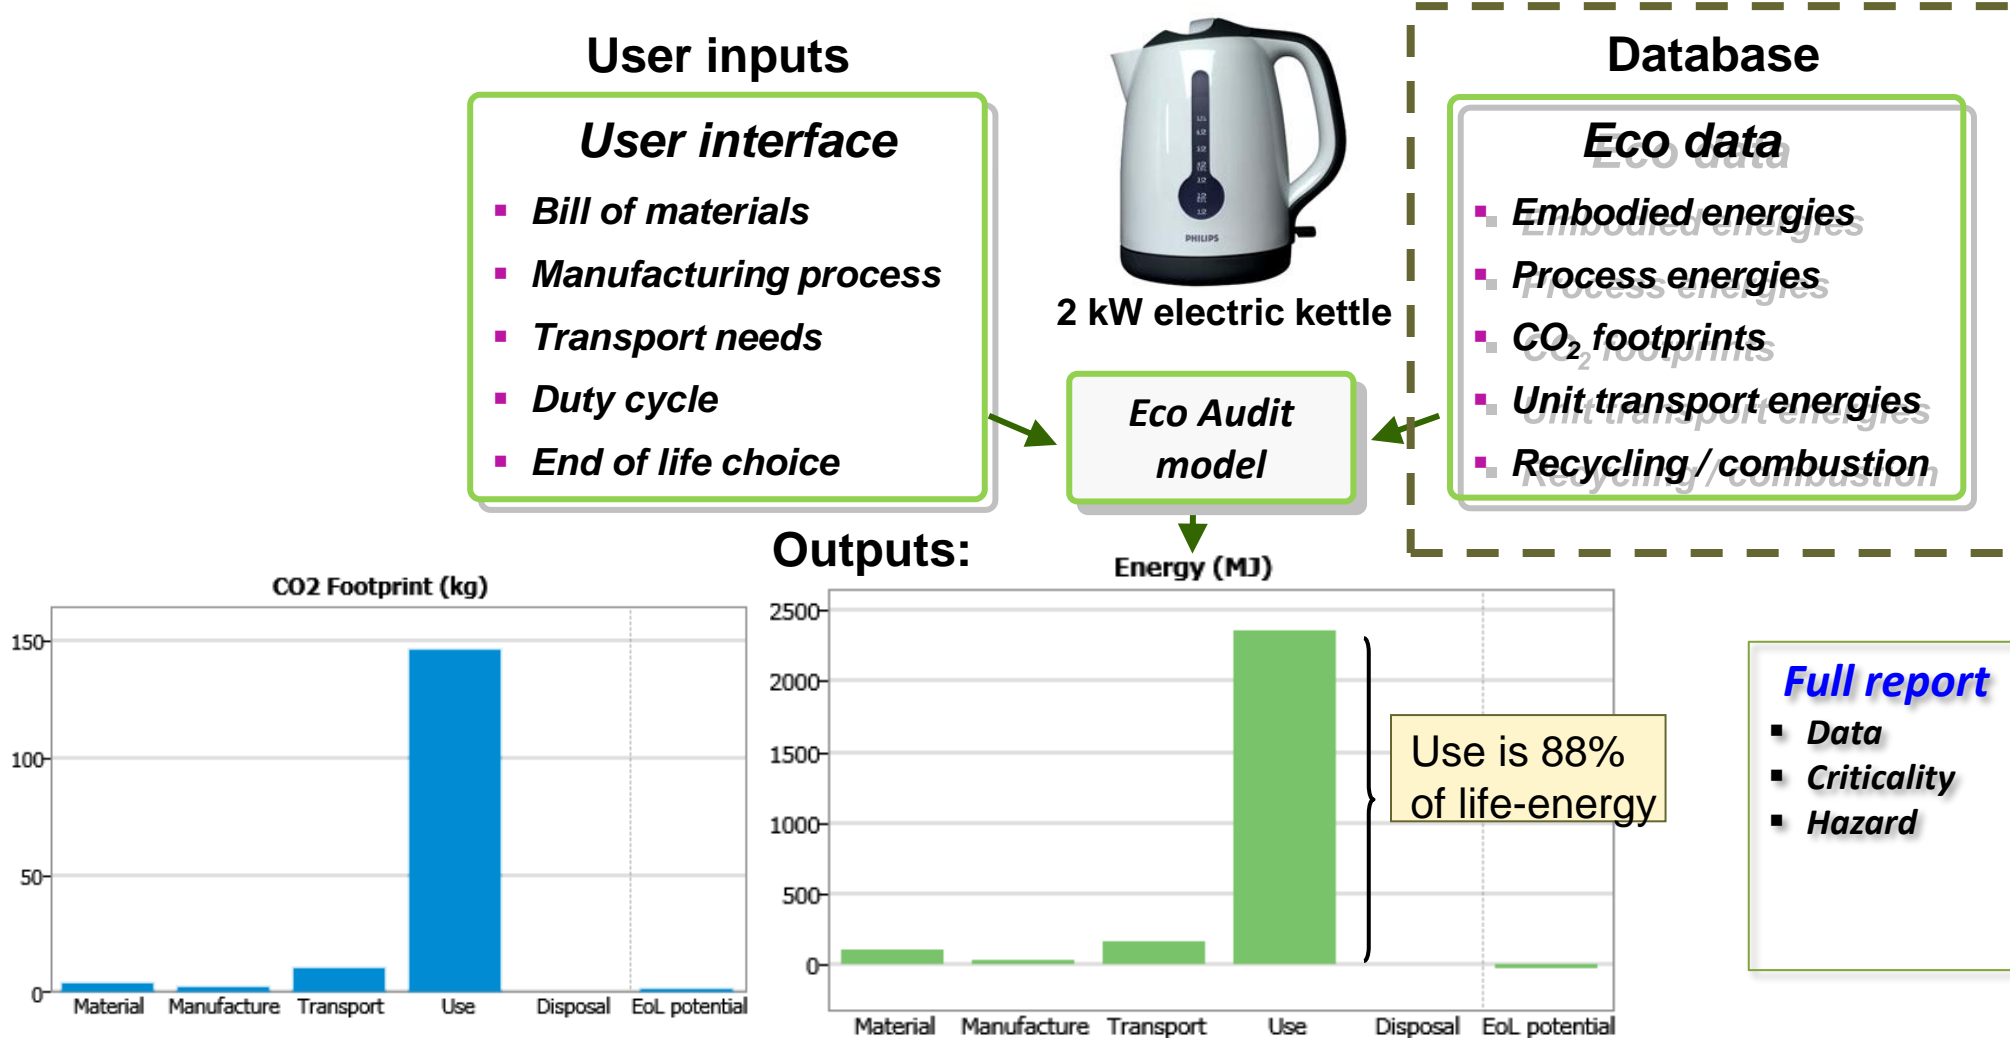 User inputs
User interface
▪ Bill of materials
▪ Manufacturing process
▪ Transport needs
▪ Duty cycle
▪ End of life choice
PHILIPS
2 kW electric kettle
Eco Audit
model
Database
Eco data
▪ Embodied energies
▪ Process energies
▪ CO₂ footprints
▪ Unit transport energies
▪ Recycling / combustion
Outputs:
CO2 Footprint (kg)
150
100
50
0
Material Manufacture Transport Use Disposal EoL potential
Energy (MJ)
2500
2000
1500
1000
500
0
Material Manufacture Transport Use Disposal EoL potential
Use is 88%
of life-energy
Full report
▪ Data
▪ Criticality
▪ Hazard